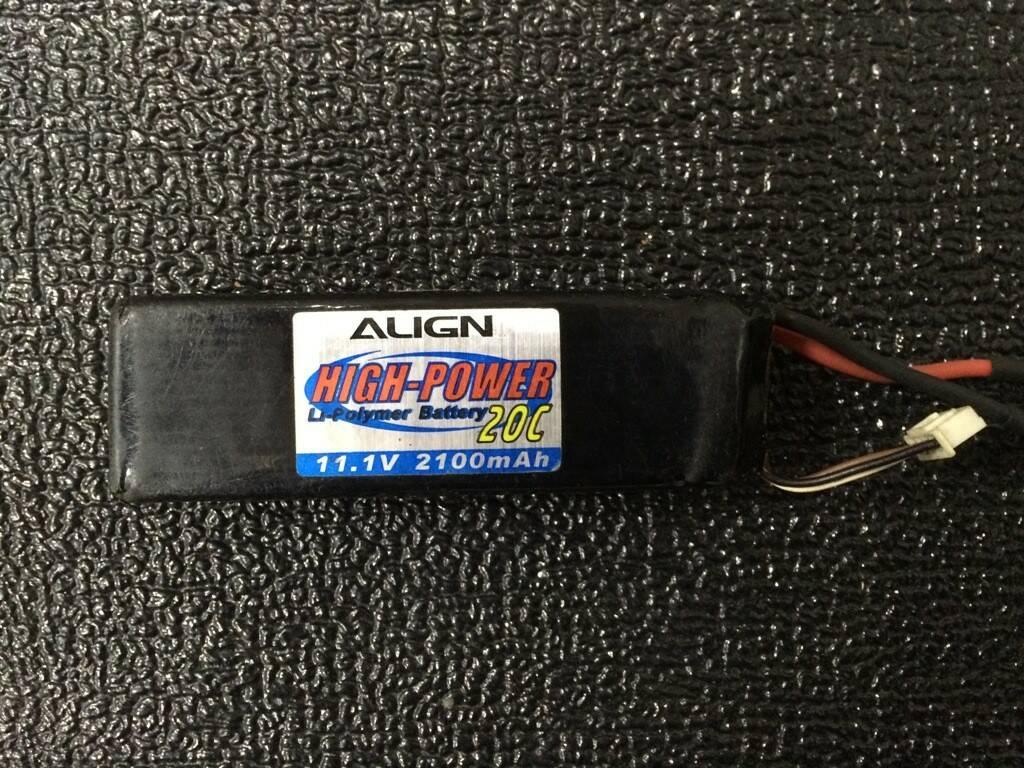 ALIGN
HIGH-POWER
Li-Polymer Battery
20C
11.1V 2100mAh